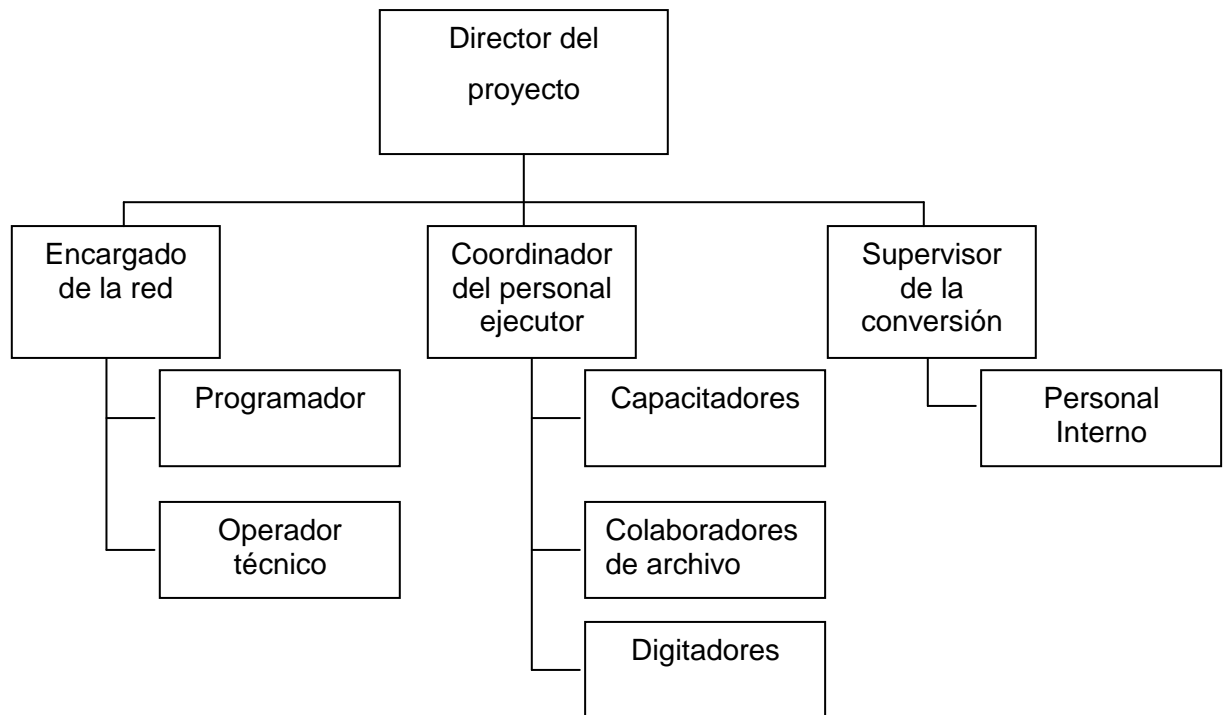 Director del
proyecto
Encargado
de la red
Coordinador
del personal
ejecutor
Supervisor
de la
conversión
Programador
Operador
técnico
Capacitadores
Colaboradores
de archivo
Digitadores
Personal
Interno